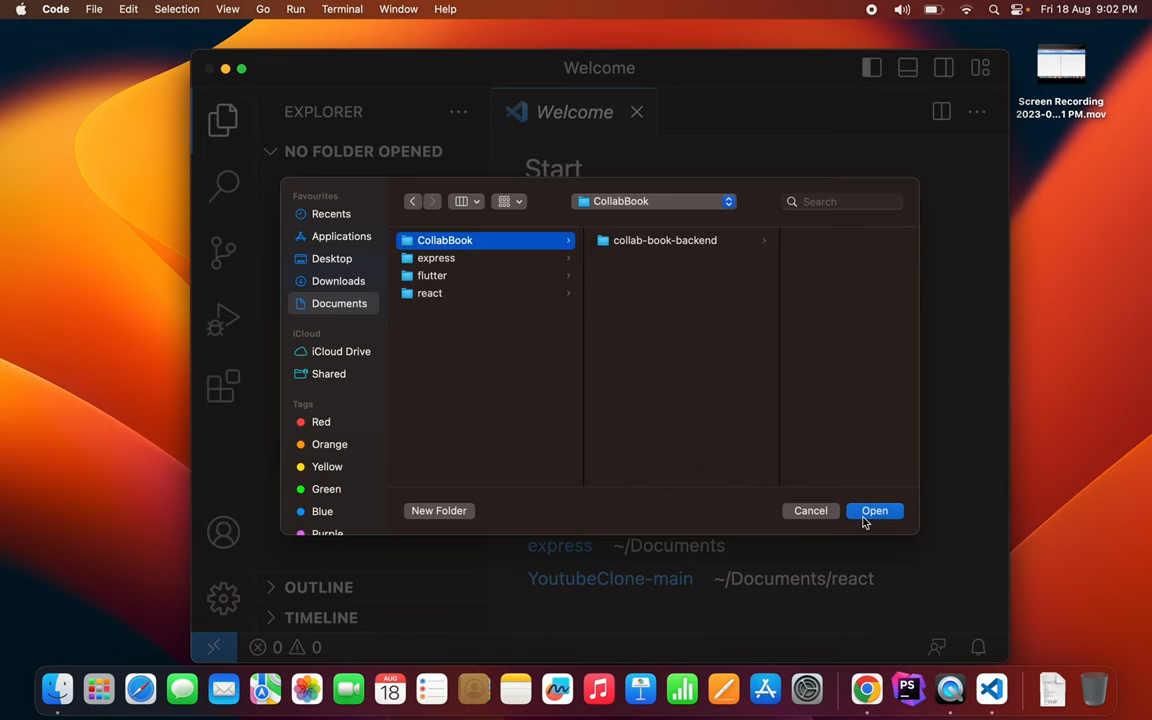 Code File Edit Selection View Go Run Terminal Window Help Fri 18 Aug 9:02 PM
Welcome
EXPLORER
Welcome
NO FOLDER OPENED
Start
Screen Recording
2023-0...1 PM.mov
Favourites
Recents
Applications
Desktop
Downloads
Documents
iCloud
iCloud Drive
Shared
Tags
Red
Orange
Yellow
Green
Blue
Purple
CollabBook
Search
CollabBook
express
flutter
react
collab-book-backend
New Folder
Cancel
Open
express ~/Documents
YoutubeClone-main ~/Documents/react
OUTLINE
TIMELINE
0 0
AUG
18
PS
PHP